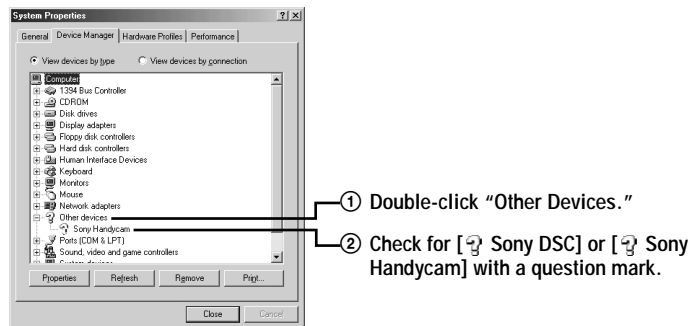 System Properties
General Device Manager Hardware Profiles Performance
View devices by type View devices by connection
Computer
1394 Bus Controller
CDROM
Disk drives
Display adapters
Floppy disk controllers
Hard disk controllers
Human Interface Devices
Keyboard
Monitors
Mouse
Network adapters
Other devices
Sony Handycam
Ports (COM & LPT)
Sound, video and game controllers
System devices
Properties Refresh Remove Print...
Close Cancel
① Double-click “Other Devices.”
② Check for [ Sony DSC] or [ Sony
Handycam] with a question mark.